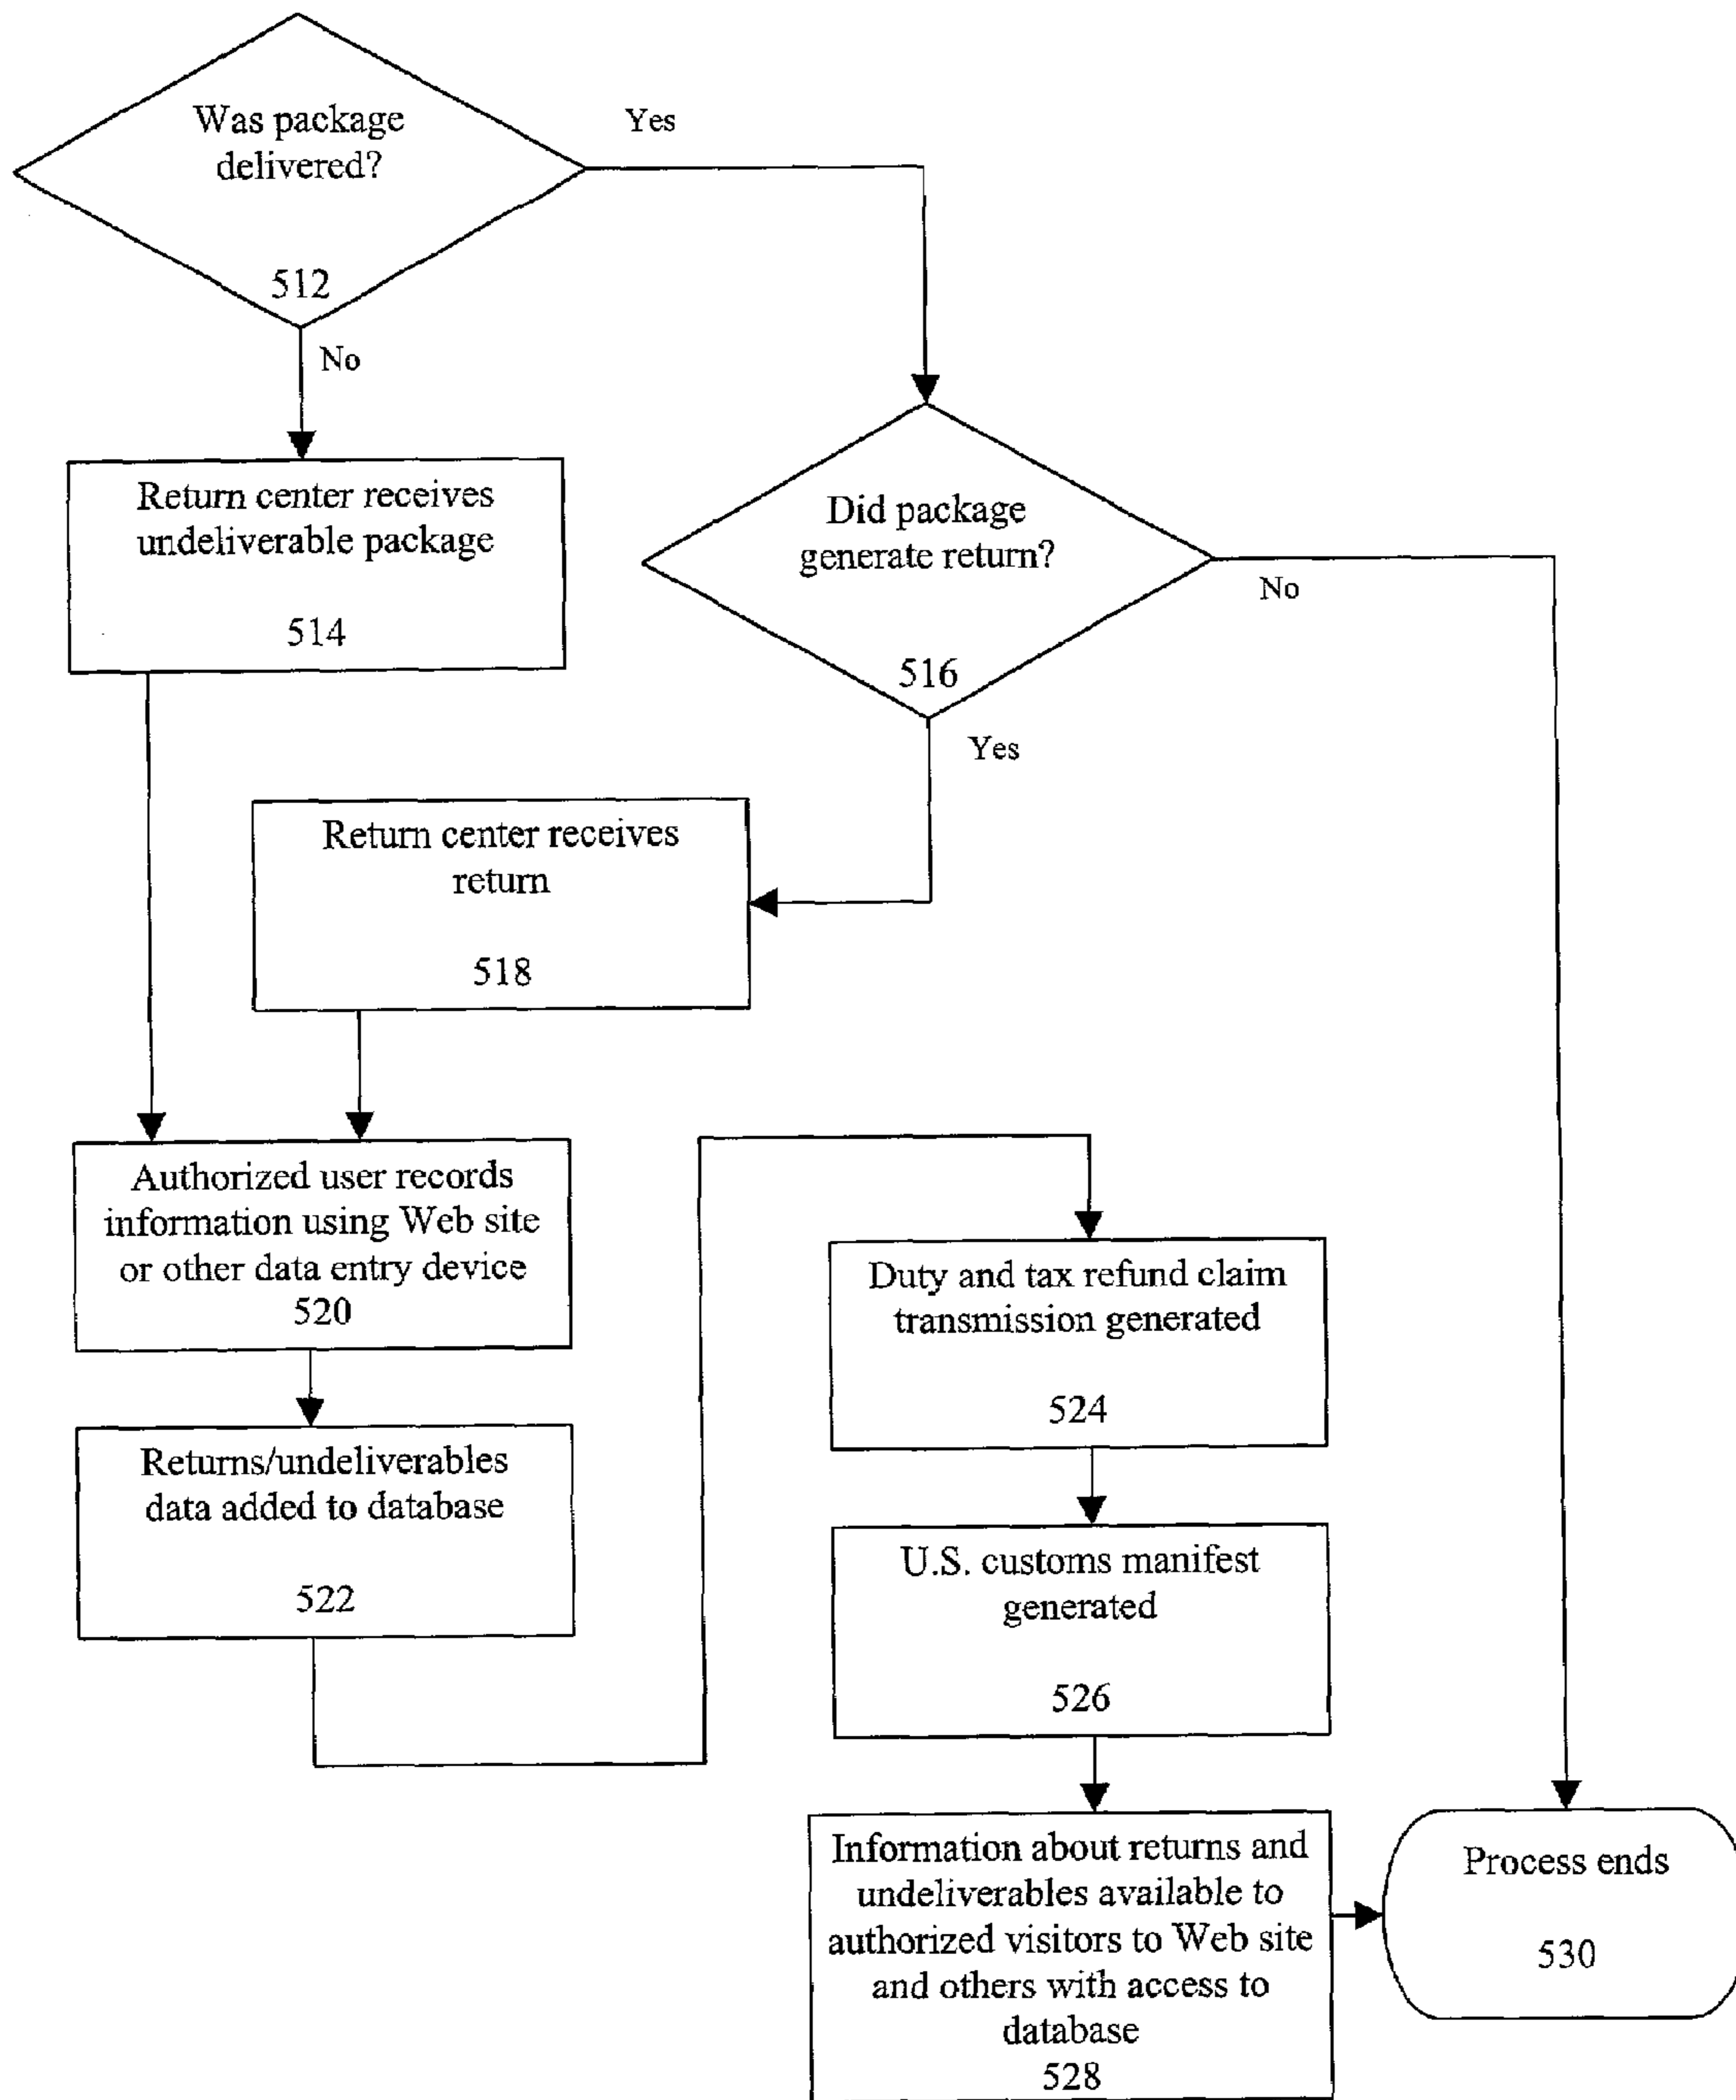 Was package
delivered?
512
Yes
No
Return center receives
undeliverable package
514
Did package
generate return?
516
No
Yes
Return center receives
return
518
Authorized user records
information using Web site
or other data entry device
520
Returns/undeliverables
data added to database
522
Duty and tax refund claim
transmission generated
524
U.S. customs manifest
generated
526
Information about returns and
undeliverables available to
authorized visitors to Web site
and others with access to
database
528
Process ends
530